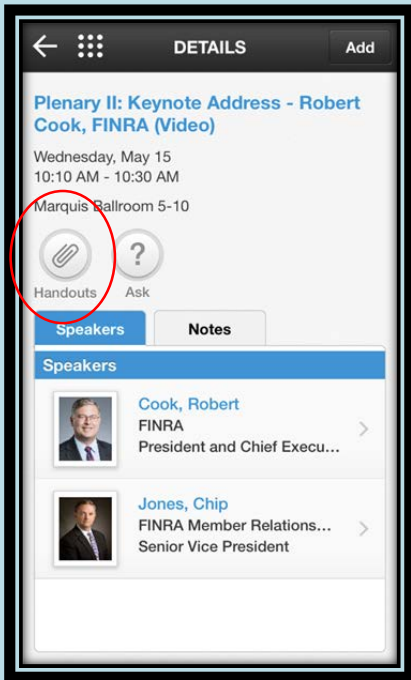 DETAILS Add
Plenary II: Keynote Address - Robert
Cook, FINRA (Video)
Wednesday, May 15
10:10 AM - 10:30 AM
Marquis Ballroom 5-10
?
Handouts Ask
Speakers Notes
Speakers
Cook, Robert
FINRA
President and Chief Execu...
Jones, Chip
FINRA Member Relations...
Senior Vice President